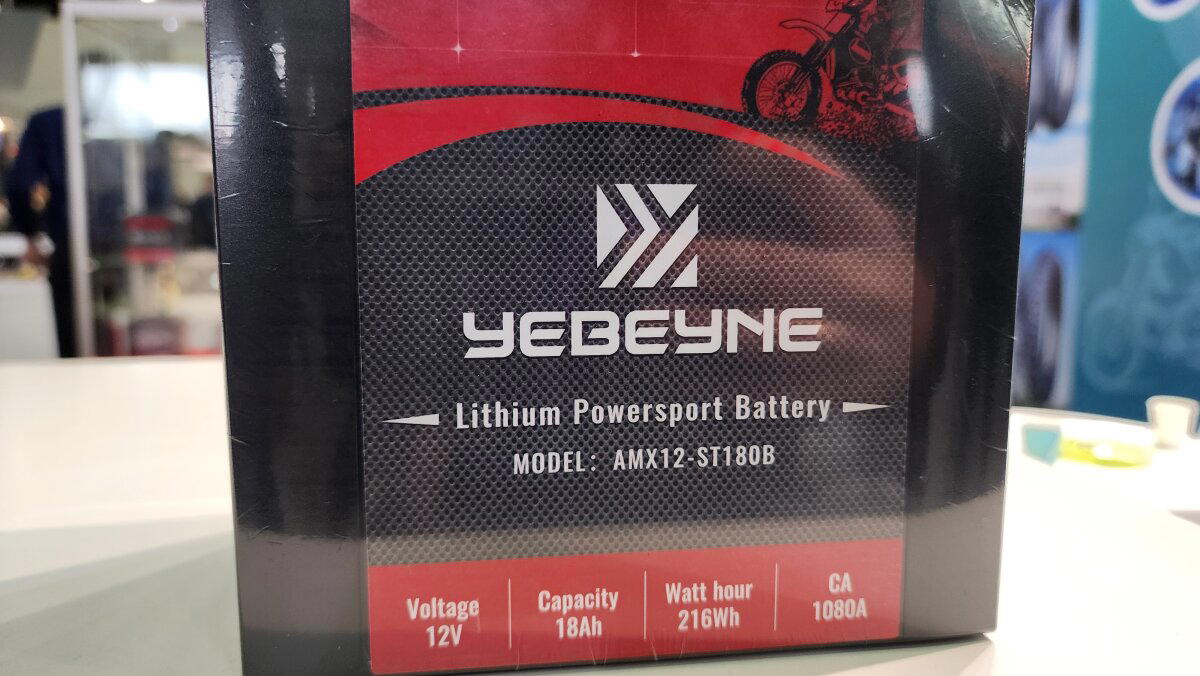 YEBEYNE
Lithium Powersport Battery
MODEL: AMX12-ST180B
Voltage
12V
Capacity
18Ah
Watt hour
216Wh
CA
1080A